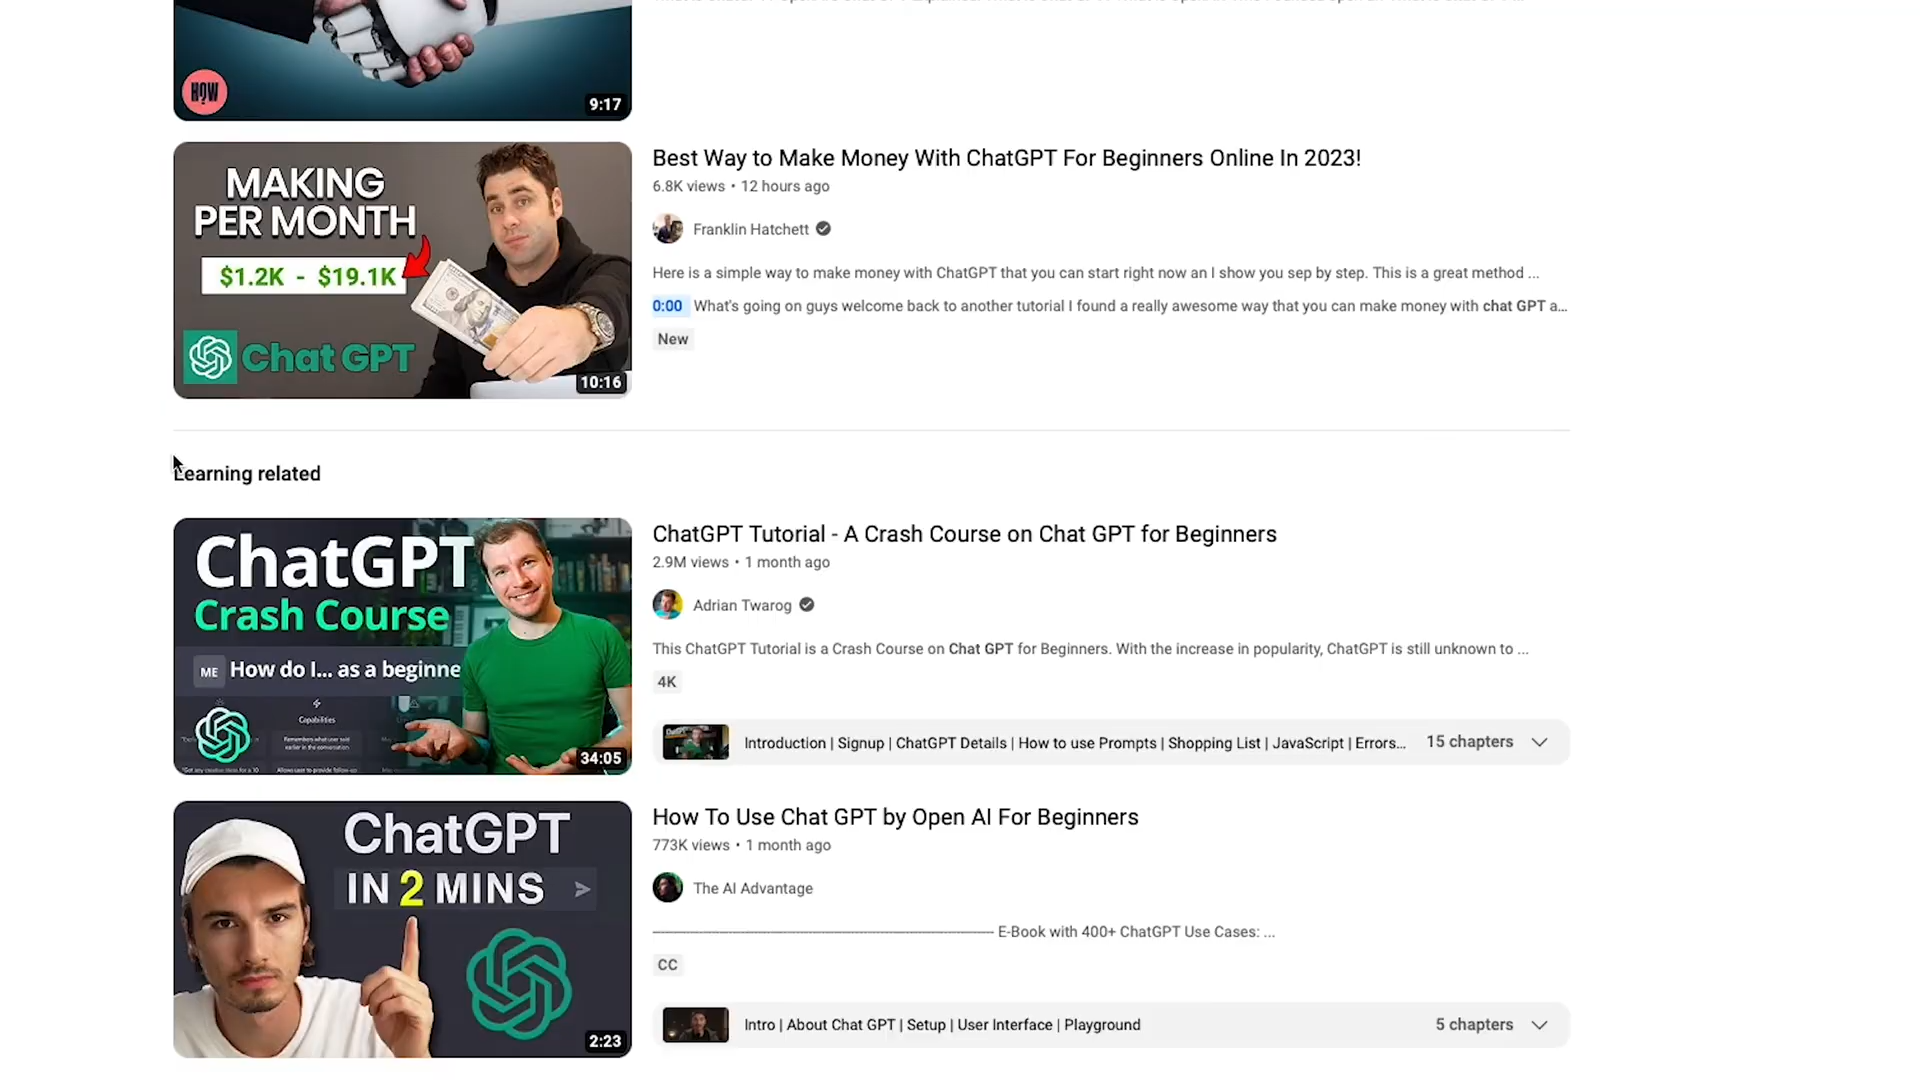 HOW
9:17
MAKING
PER MONTH
$1.2K - $19.1K
Chat GPT
10:16
Best Way to Make Money With ChatGPT For Beginners Online In 2023!
6.8K views • 12 hours ago
Franklin Hatchett
Here is a simple way to make money with ChatGPT that you can start right now an I show you sep by step. This is a great method ...
0:00 What's going on guys welcome back to another tutorial I found a really awesome way that you can make money with chat GPT a...
New
Learning related
ChatGPT
Crash Course
ME How do I... as a beginne
Capabilities
Remembers what user said
earlier in the conversation
34:05
ChatGPT Tutorial - A Crash Course on Chat GPT for Beginners
2.9M views • 1 month ago
Adrian Twarog
This ChatGPT Tutorial is a Crash Course on Chat GPT for Beginners. With the increase in popularity, ChatGPT is still unknown to ...
4K
Introduction | Signup | ChatGPT Details | How to use Prompts | Shopping List | JavaScript | Errors... 15 chapters
ChatGPT
IN 2 MINS
2:23
How To Use Chat GPT by Open AI For Beginners
773K views • 1 month ago
The AI Advantage
E-Book with 400+ ChatGPT Use Cases: ...
CC
Intro | About Chat GPT | Setup | User Interface | Playground 5 chapters